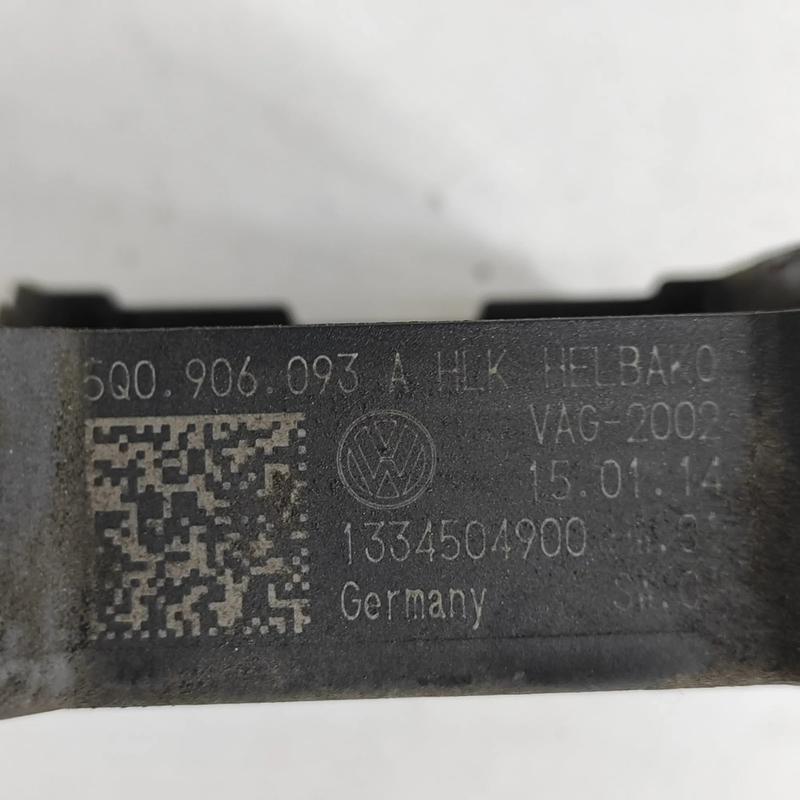 5Q0.906.093 A HLK HELBAKO
VAG-2002
15.01.14
1334504900
Germany